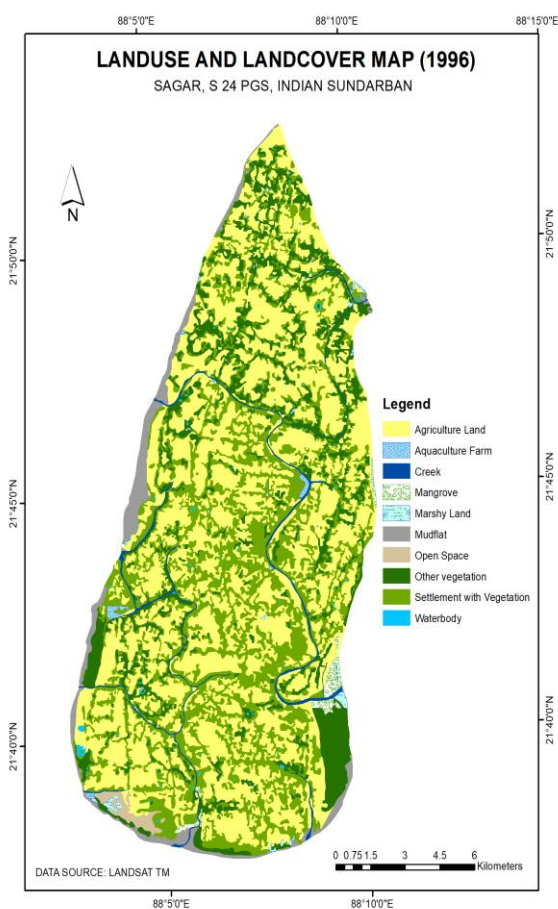 88°5'0"E
88°10'0"E
88°15'0"E
LANDUSE AND LANDCOVER MAP (1996)
SAGAR, S 24 PGS, INDIAN SUNDARBAN
N
21°50'0"N
21°50'0"N
Legend
Agriculture Land
Aquaculture Farm
Creek
Mangrove
Marshy Land
Mudflat
Open Space
Other vegetation
Settlement with Vegetation
Waterbody
21°45'0"N
21°45'0"N
21°40'0"N
21°40'0"N
DATA SOURCE: LANDSAT TM
0 0.75 1.5 3 4.5 6
Kilometers
88°5'0"E
88°10'0"E